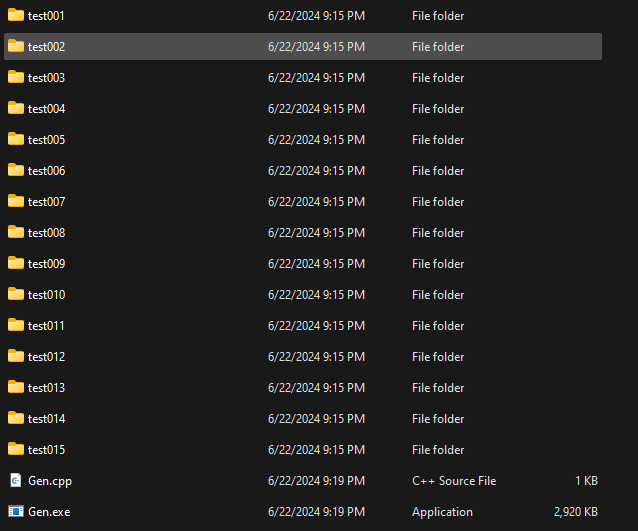 test001 6/22/2024 9:15 PM File folder
test002 6/22/2024 9:15 PM File folder
test003 6/22/2024 9:15 PM File folder
test004 6/22/2024 9:15 PM File folder
test005 6/22/2024 9:15 PM File folder
test006 6/22/2024 9:15 PM File folder
test007 6/22/2024 9:15 PM File folder
test008 6/22/2024 9:15 PM File folder
test009 6/22/2024 9:15 PM File folder
test010 6/22/2024 9:15 PM File folder
test011 6/22/2024 9:15 PM File folder
test012 6/22/2024 9:15 PM File folder
test013 6/22/2024 9:15 PM File folder
test014 6/22/2024 9:15 PM File folder
test015 6/22/2024 9:15 PM File folder
Gen.cpp 6/22/2024 9:19 PM C++ Source File 1 KB
Gen.exe 6/22/2024 9:19 PM Application 2,920 KB